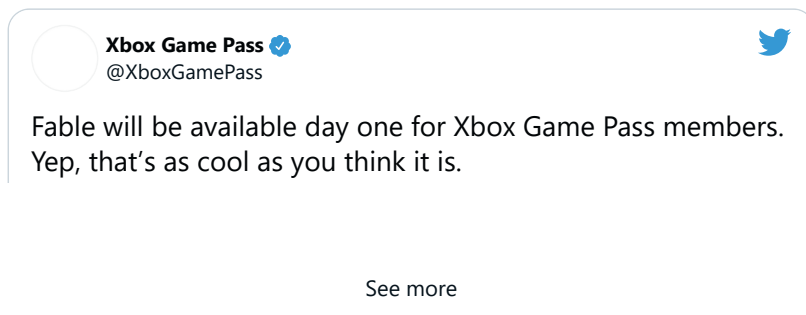 Xbox Game Pass
@XboxGamePass
Fable will be available day one for Xbox Game Pass members.
Yep, that’s as cool as you think it is.
See more